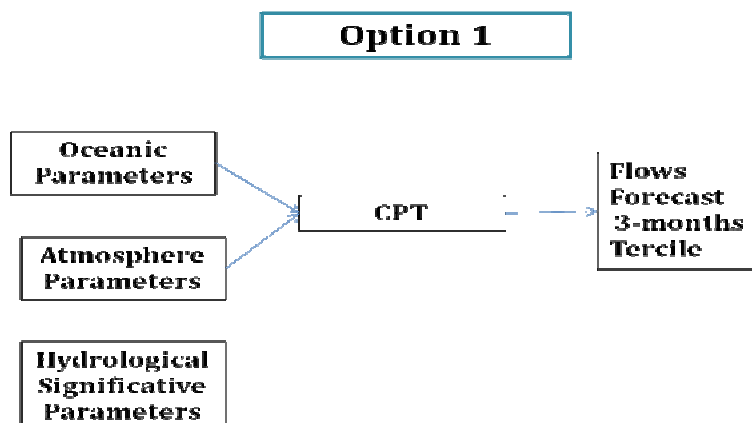 Option 1
Oceanic
Parameters
Atmosphere
Parameters
Hydrological
Significative
Parameters
CPT
Flows
Forecast
3-months
Tercile